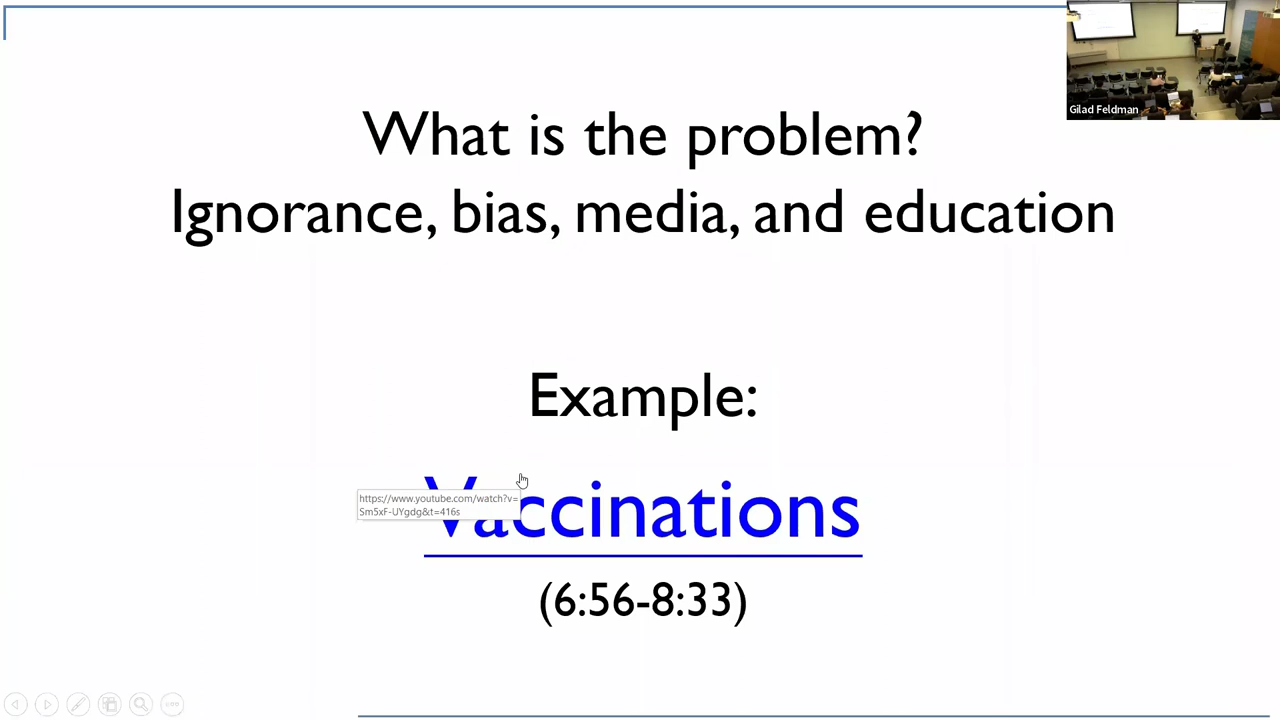 Gilad Feldman
What is the problem?
Ignorance, bias, media, and education
Example:
Vaccinations
https://www.youtube.com/watch?v=
Sm5xF-UYgdg&t=416s
(6:56-8:33)